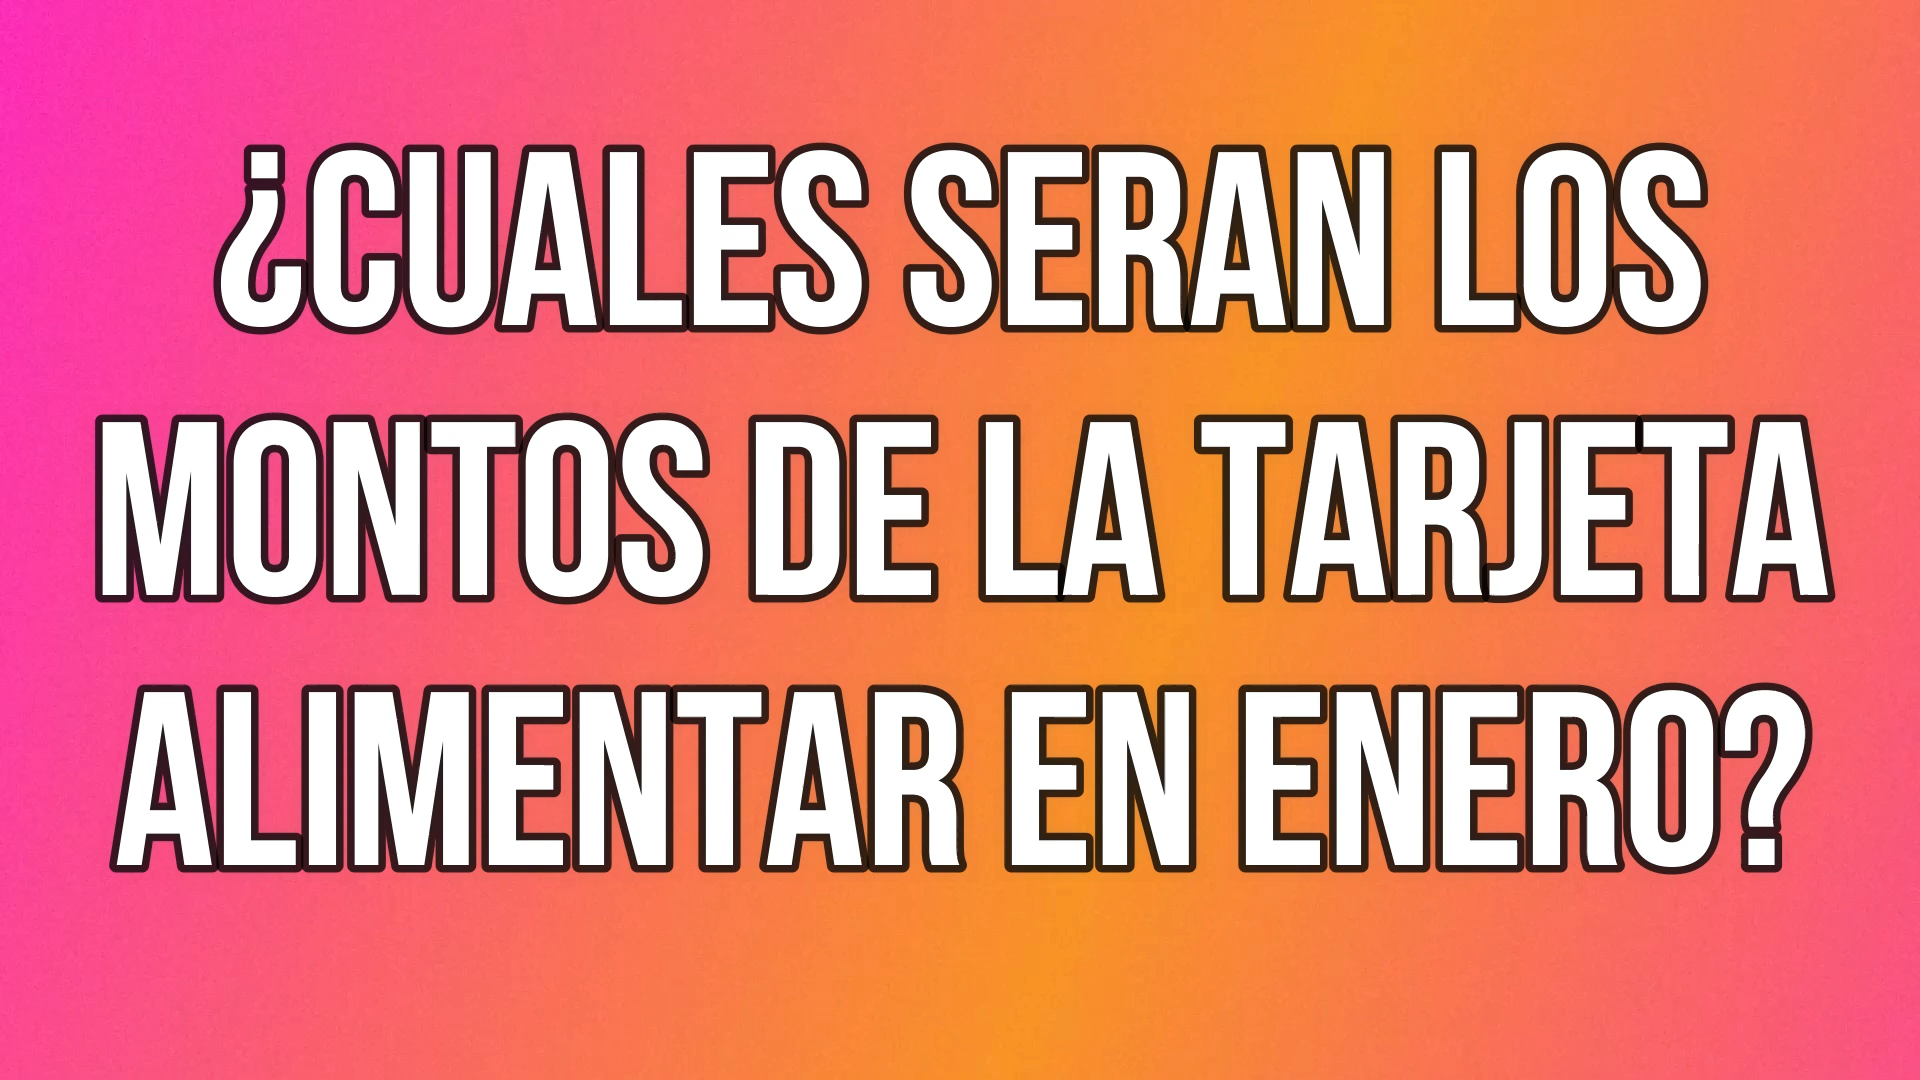 ¿CUALES SERAN LOS
MONTOS DE LA TARJETA
ALIMENTAR EN ENERO?